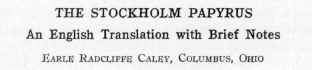 THE STOCKHOLM PAPYRUS
An English Translation with Brief Notes
EARLE RADCLIFFE CALEY, COLUMBUS, OHIO